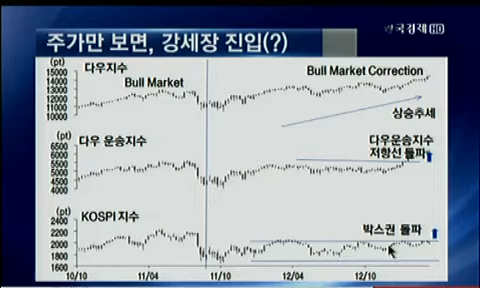 주가만 보면, 강세장 진입(?)
한국경제 HD
(pt)
다우지수
Bull Market
Bull Market Correction
15000
14000
13000
12000
11000
10000
상승추세
(pt)
다우 운송지수
다우운송지수
저항선 돌파
6500
6000
5500
5000
4500
4000
(pt)
KOSPI 지수
박스권 돌파
2400
2200
2000
1800
1600
10/10 11/04 11/10 12/04 12/10